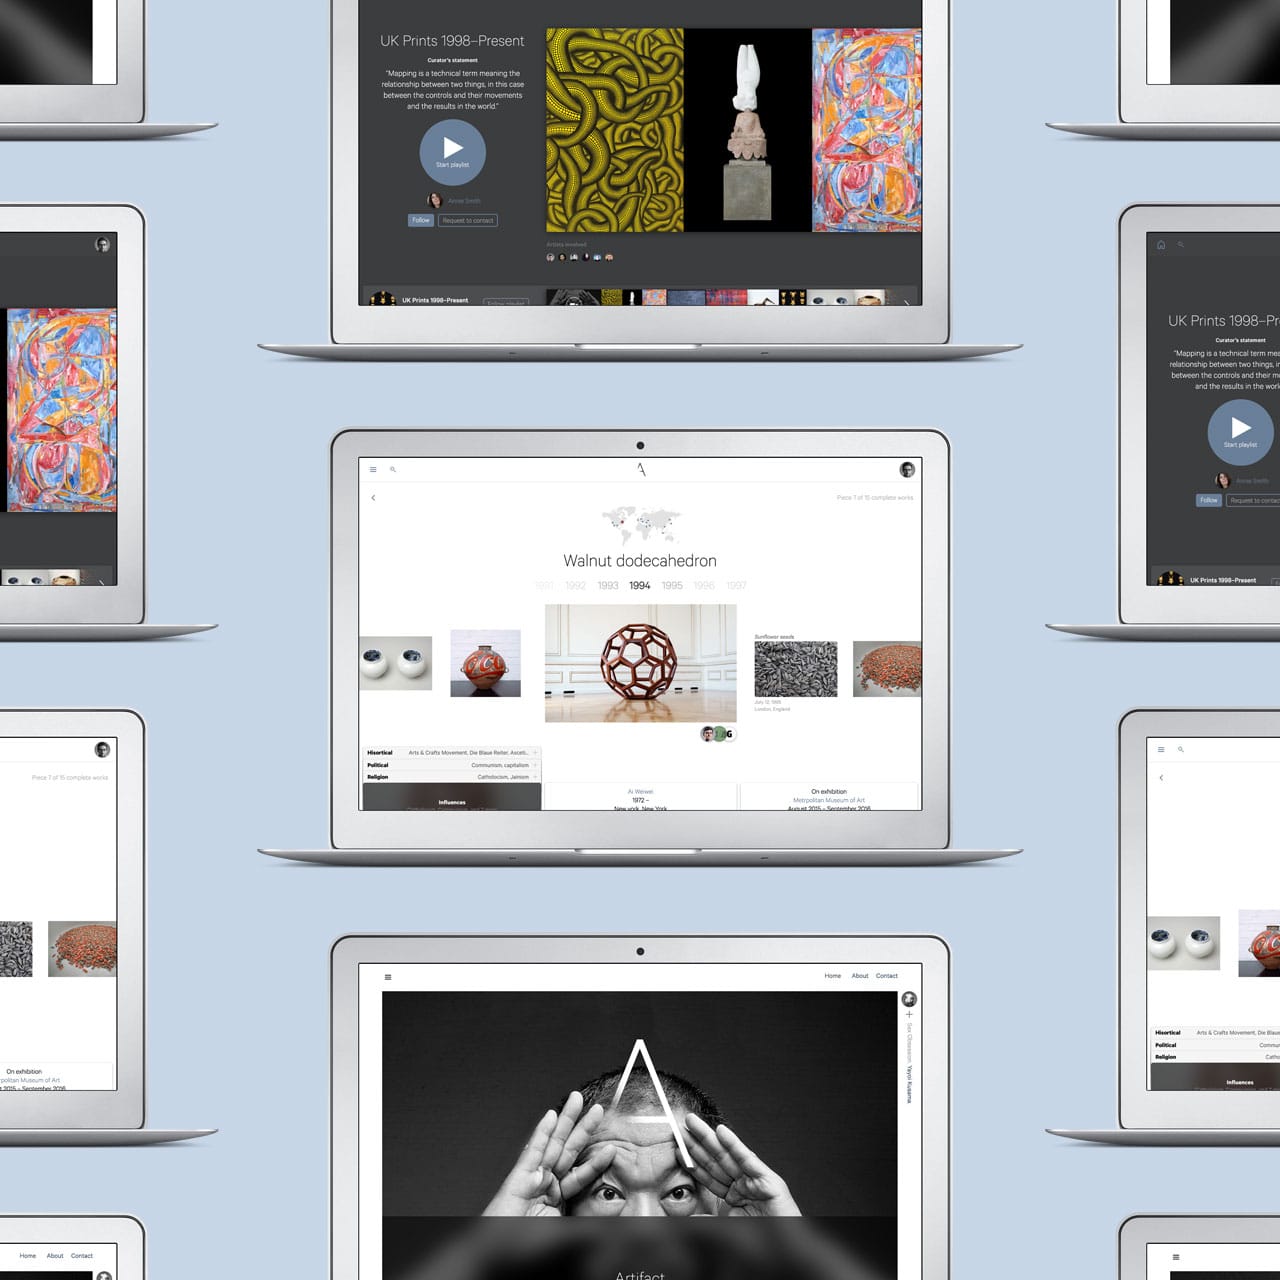 UK Prints 1998–Present
Curator's statement
"Mapping is a technical term meaning the
relationship between two things, in this case
between the controls and their movements
and the results in the world."
Start playlist
Annie Smith
Follow
Request to contact
Artists involved
UK Prints 1998–Present
Follow playlist
UK Prints 1998–Pr
Curator's statement
"Mapping is a technical term mea
relationship between two things, in
between the controls and their m
and the results in the worl
Start playlist
Annie Smith
Follow
Request to contac
UK Prints 1998–Present
Piece 7 of 15 complete works
Walnut dodecahedron
1991 1992 1993 1994 1995 1996 1997
Sunflower seeds
July 12, 1995
London, England
G
Hisortical Arts & Crafts Movement, Die Blaue Reiter, Asceti...
Political Communism, capitalism
Religion Catholocism, Jainism
Influences
Ai Weiwei
1972 –
New york, New York
On exhibition
Metrpolitan Museum of Art
August 2015 – September 2016
Piece 7 of 15 complete works
On exhibition
rpolitan Museum of Art
2015 – September 2016
Hisortical Arts & Crafts Movement, Die Blaue
Political Commu
Religion Catho
Influences
Home About Contact
A
Yayoi Kusama
Artifact
Home About Contact